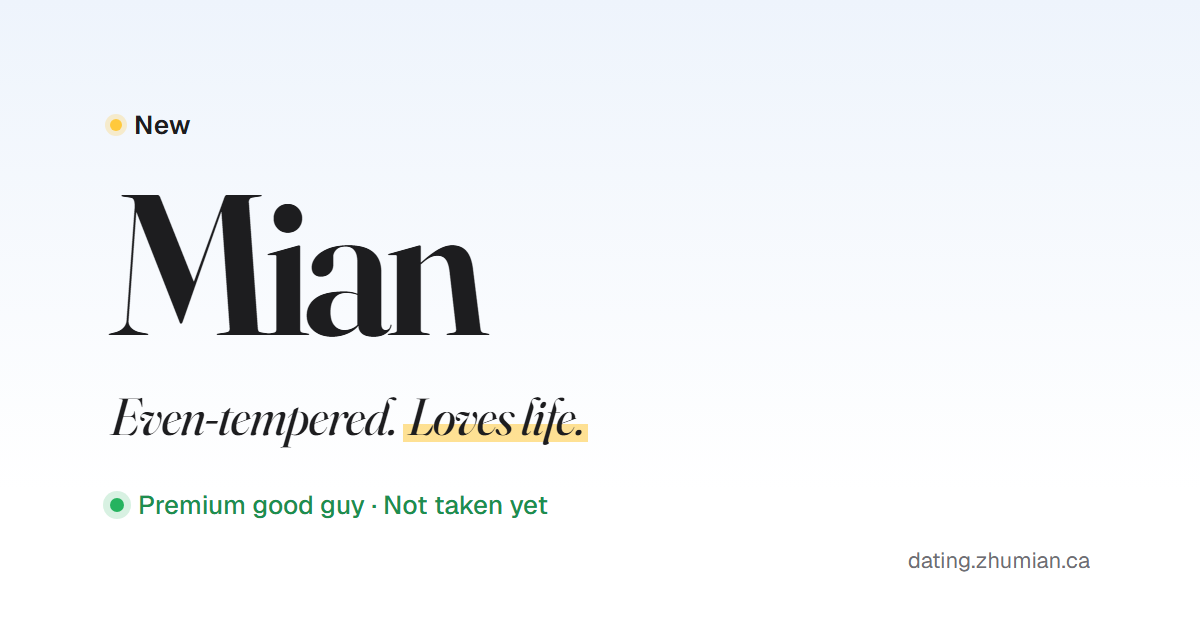 New
Mian
Even-tempered. Loves life.
Premium good guy · Not taken yet
dating.zhumian.ca